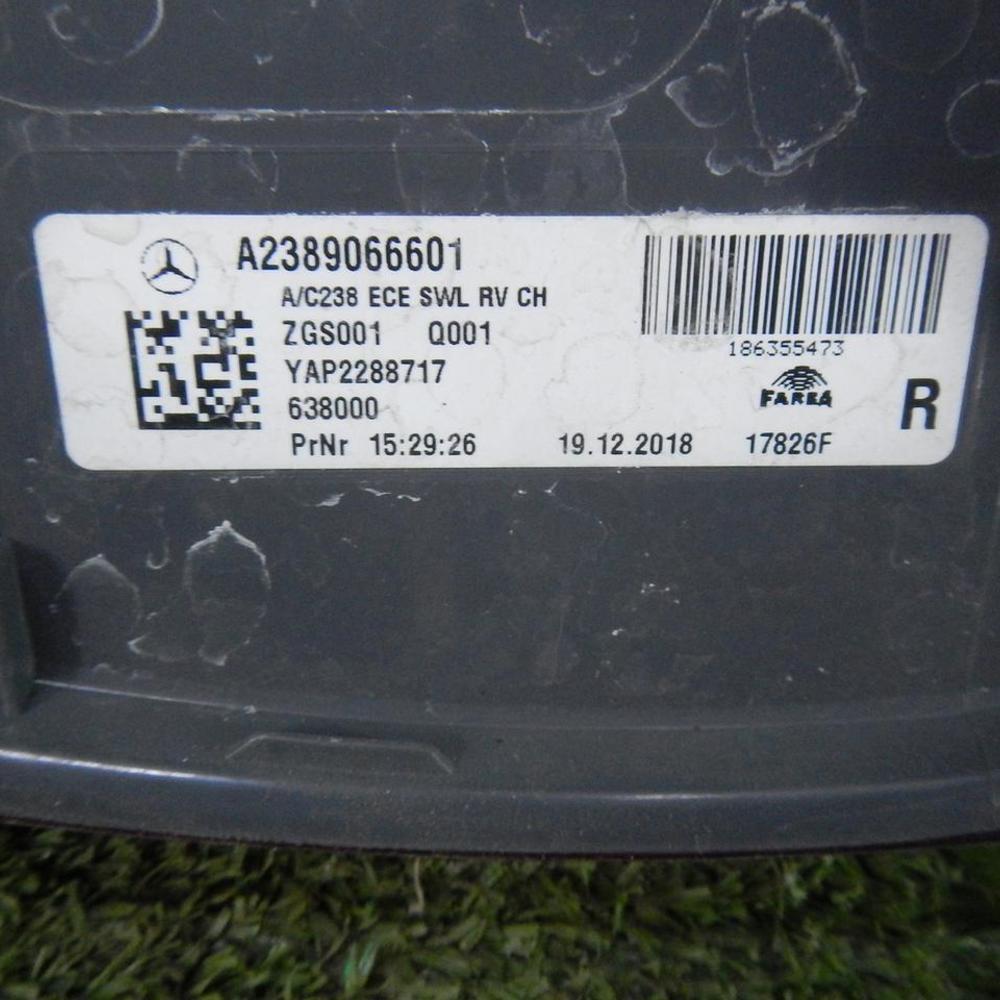 A2389066601
A/C238 ECE SWL RV CH
ZGS001 Q001
YAP2288717
638000
PrNr 15:29:26 19.12.2018 17826F
186355473
FARBA
R